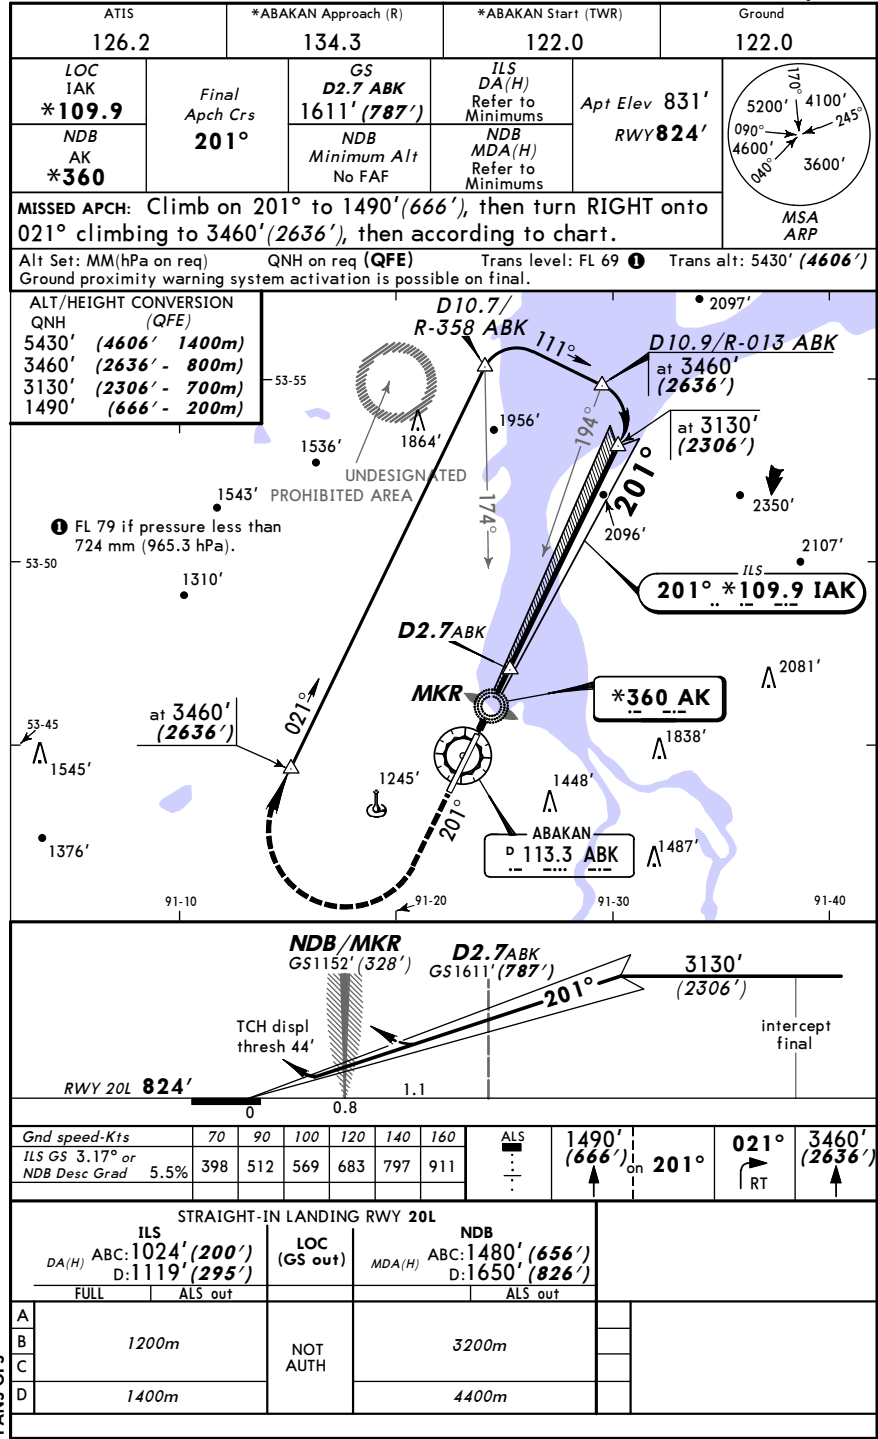 ATIS
126.2
*ABAKAN Approach (R)
134.3
*ABAKAN Start (TWR)
122.0
Ground
122.0
LOC
IAK
*109.9
NDB
AK
*360
Final
Apch Crs
201°
GS
D2.7 ABK
1611' (787')
NDB
Minimum Alt
No FAF
ILS
DA(H)
Refer to
Minimums
NDB
MDA(H)
Refer to
Minimums
Apt Elev 831'
RWY 824'
170°
5200'
4100'
245°
090°
4600'
040°
3600'
MSA
ARP
MISSED APCH: Climb on 201° to 1490' (666'), then turn RIGHT onto
021° climbing to 3460' (2636'), then according to chart.
Alt Set: MM(hPa on req) QNH on req (QFE) Trans level: FL 69 ❶ Trans alt: 5430' (4606')
Ground proximity warning system activation is possible on final.
ALT/HEIGHT CONVERSION
QNH (QFE)
5430' (4606' 1400m)
3460' (2636' - 800m)
3130' (2306' - 700m)
1490' (666' - 200m)
D10.7/
R-358 ABK
111°
2097'
D10.9/R-013 ABK
at 3460'
(2636')
53-55
1864'
1956'
194°
at 3130'
(2306')
1536'
UNDESIGNATED
PROHIBITED AREA
174°
201°
1543'
2096'
2350'
❶ FL 79 if pressure less than
724 mm (965.3 hPa).
53-50
2107'
1310'
ILS
201° *109.9 IAK
D2.7 ABK
2081'
MKR
*360 AK
021°
at 3460'
(2636')
53-45
1838'
1545'
1245'
1448'
201°
ABAKAN
D 113.3 ABK
1376'
1487'
91-10
91-20
91-30
91-40
NDB/MKR
GS1152' (328')
D2.7 ABK
GS1611' (787')
3130'
(2306')
201°
TCH displ
thresh 44'
intercept
final
RWY 20L 824'
1.1
0
0.8
Gnd speed-Kts 70 90 100 120 140 160
ILS GS 3.17° or
NDB Desc Grad 5.5% 398 512 569 683 797 911
ALS
1490'
(666')
on 201°
021°
RT
3460'
(2636')
STRAIGHT-IN LANDING RWY 20L
ILS
DA(H) ABC: 1024' (200')
D: 1119' (295')
LOC
(GS out)
NDB
MDA(H) ABC: 1480' (656')
D: 1650' (826')
FULL
ALS out
ALS out
A
B
C
D
1200m
1400m
NOT
AUTH
3200m
4400m